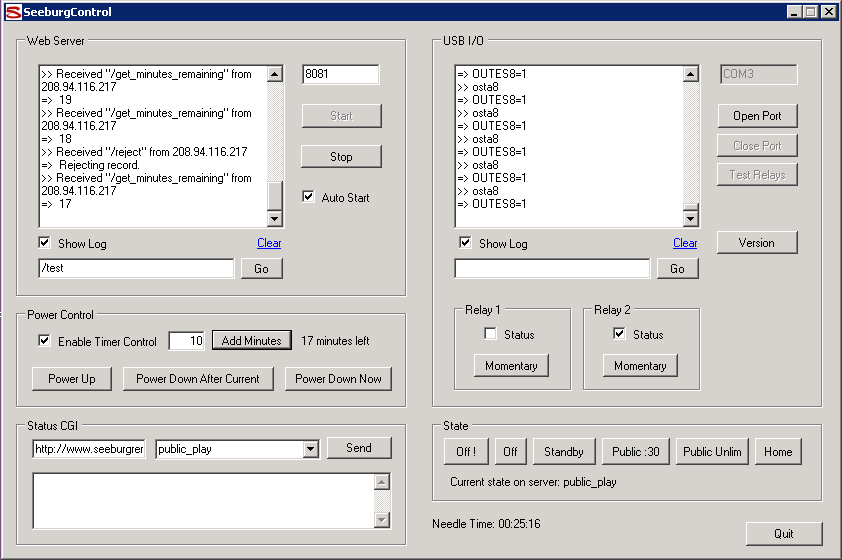 SeeburgControl
Web Server
>> Received "/get_minutes_remaining" from
208.94.116.217
=> 19
>> Received "/get_minutes_remaining" from
208.94.116.217
=> 18
>> Received "/reject" from 208.94.116.217
=> Rejecting record.
>> Received "/get_minutes_remaining" from
208.94.116.217
=> 17
8081
Start
Stop
Auto Start
Show Log
Clear
/test
Go
Power Control
Enable Timer Control
10
Add Minutes
17 minutes left
Power Up
Power Down After Current
Power Down Now
Status CGI
http://www.seeburgrer
public_play
Send
USB I/O
=> OUTES8=1
>> osta8
=> OUTES8=1
>> osta8
=> OUTES8=1
>> osta8
=> OUTES8=1
>> osta8
=> OUTES8=1
>> osta8
=> OUTES8=1
COM3
Open Port
Close Port
Test Relays
Version
Show Log
Clear
Go
Relay 1
Status
Momentary
Relay 2
Status
Momentary
State
Off !
Off
Standby
Public :30
Public Unlim
Home
Current state on server: public_play
Needle Time: 00:25:16
Quit